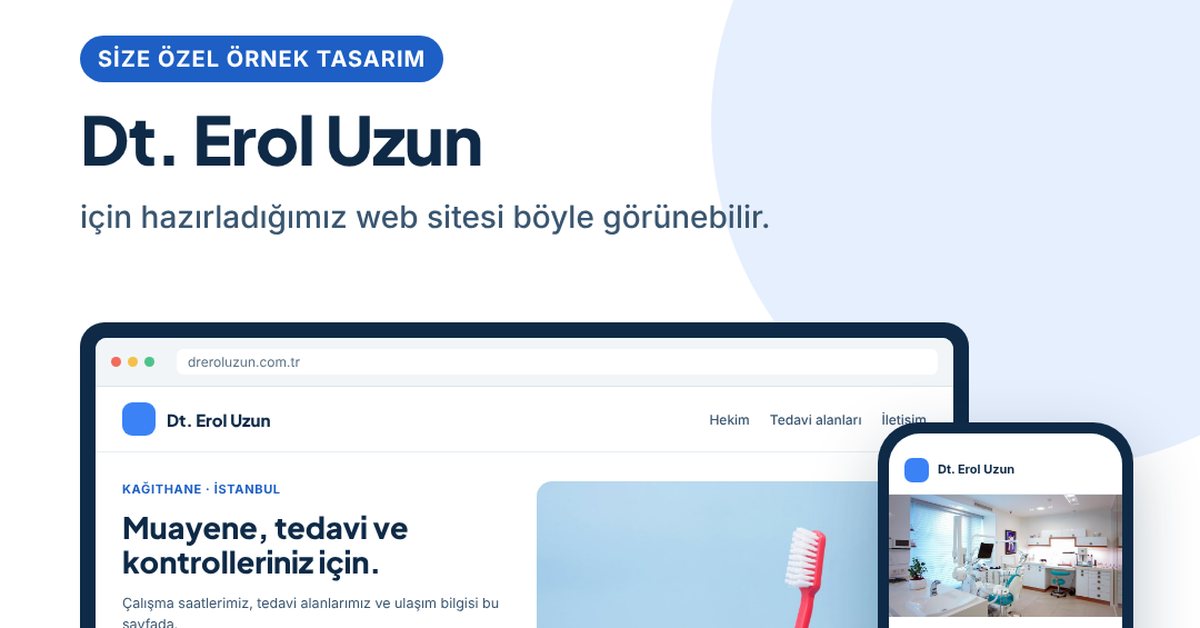 SİZE ÖZEL ÖRNEK TASARIM
Dt. Erol Uzun
için hazırladığımız web sitesi böyle görünebilir.
dreroluzun.com.tr
Dt. Erol Uzun
Hekim
Tedavi alanları
İletişim
KAĞITHANE · İSTANBUL
Muayene, tedavi ve
kontrolleriniz için.
Çalışma saatlerimiz, tedavi alanlarımız ve ulaşım bilgisi bu
sayfada.
Dt. Erol Uzun